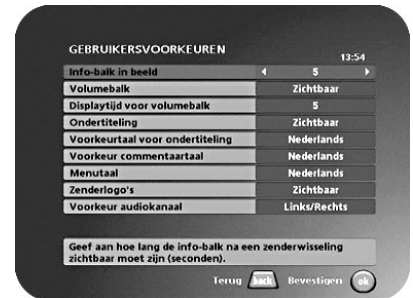 GEBRUIKERSVOORKEUREN
13:54
Info-balk in beeld 5
Volumebalk Zichtbaar
Displaytijd voor volumebalk 5
Ondertiteling Zichtbaar
Voorkeurtaal voor ondertiteling Nederlands
Voorkeur commentaartaal Nederlands
Menutaal Nederlands
Zenderlogo's Zichtbaar
Voorkeur audiokanaal Links/Rechts
Geef aan hoe lang de info-balk na een zenderwisseling
zichtbaar moet zijn (seconden).
Terug back Bevestigen ok